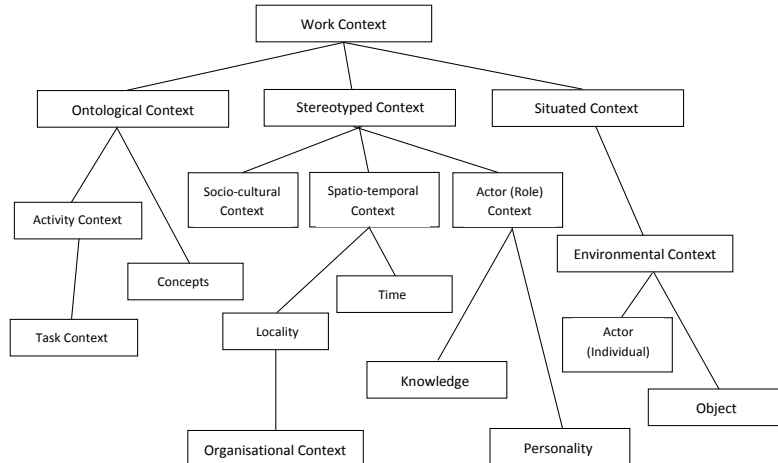 Work Context
Ontological Context
Stereotyped Context
Situated Context
Socio-cultural
Context
Spatio-temporal
Context
Actor (Role)
Context
Activity Context
Environmental Context
Concepts
Time
Task Context
Locality
Actor
(Individual)
Knowledge
Object
Organisational Context
Personality